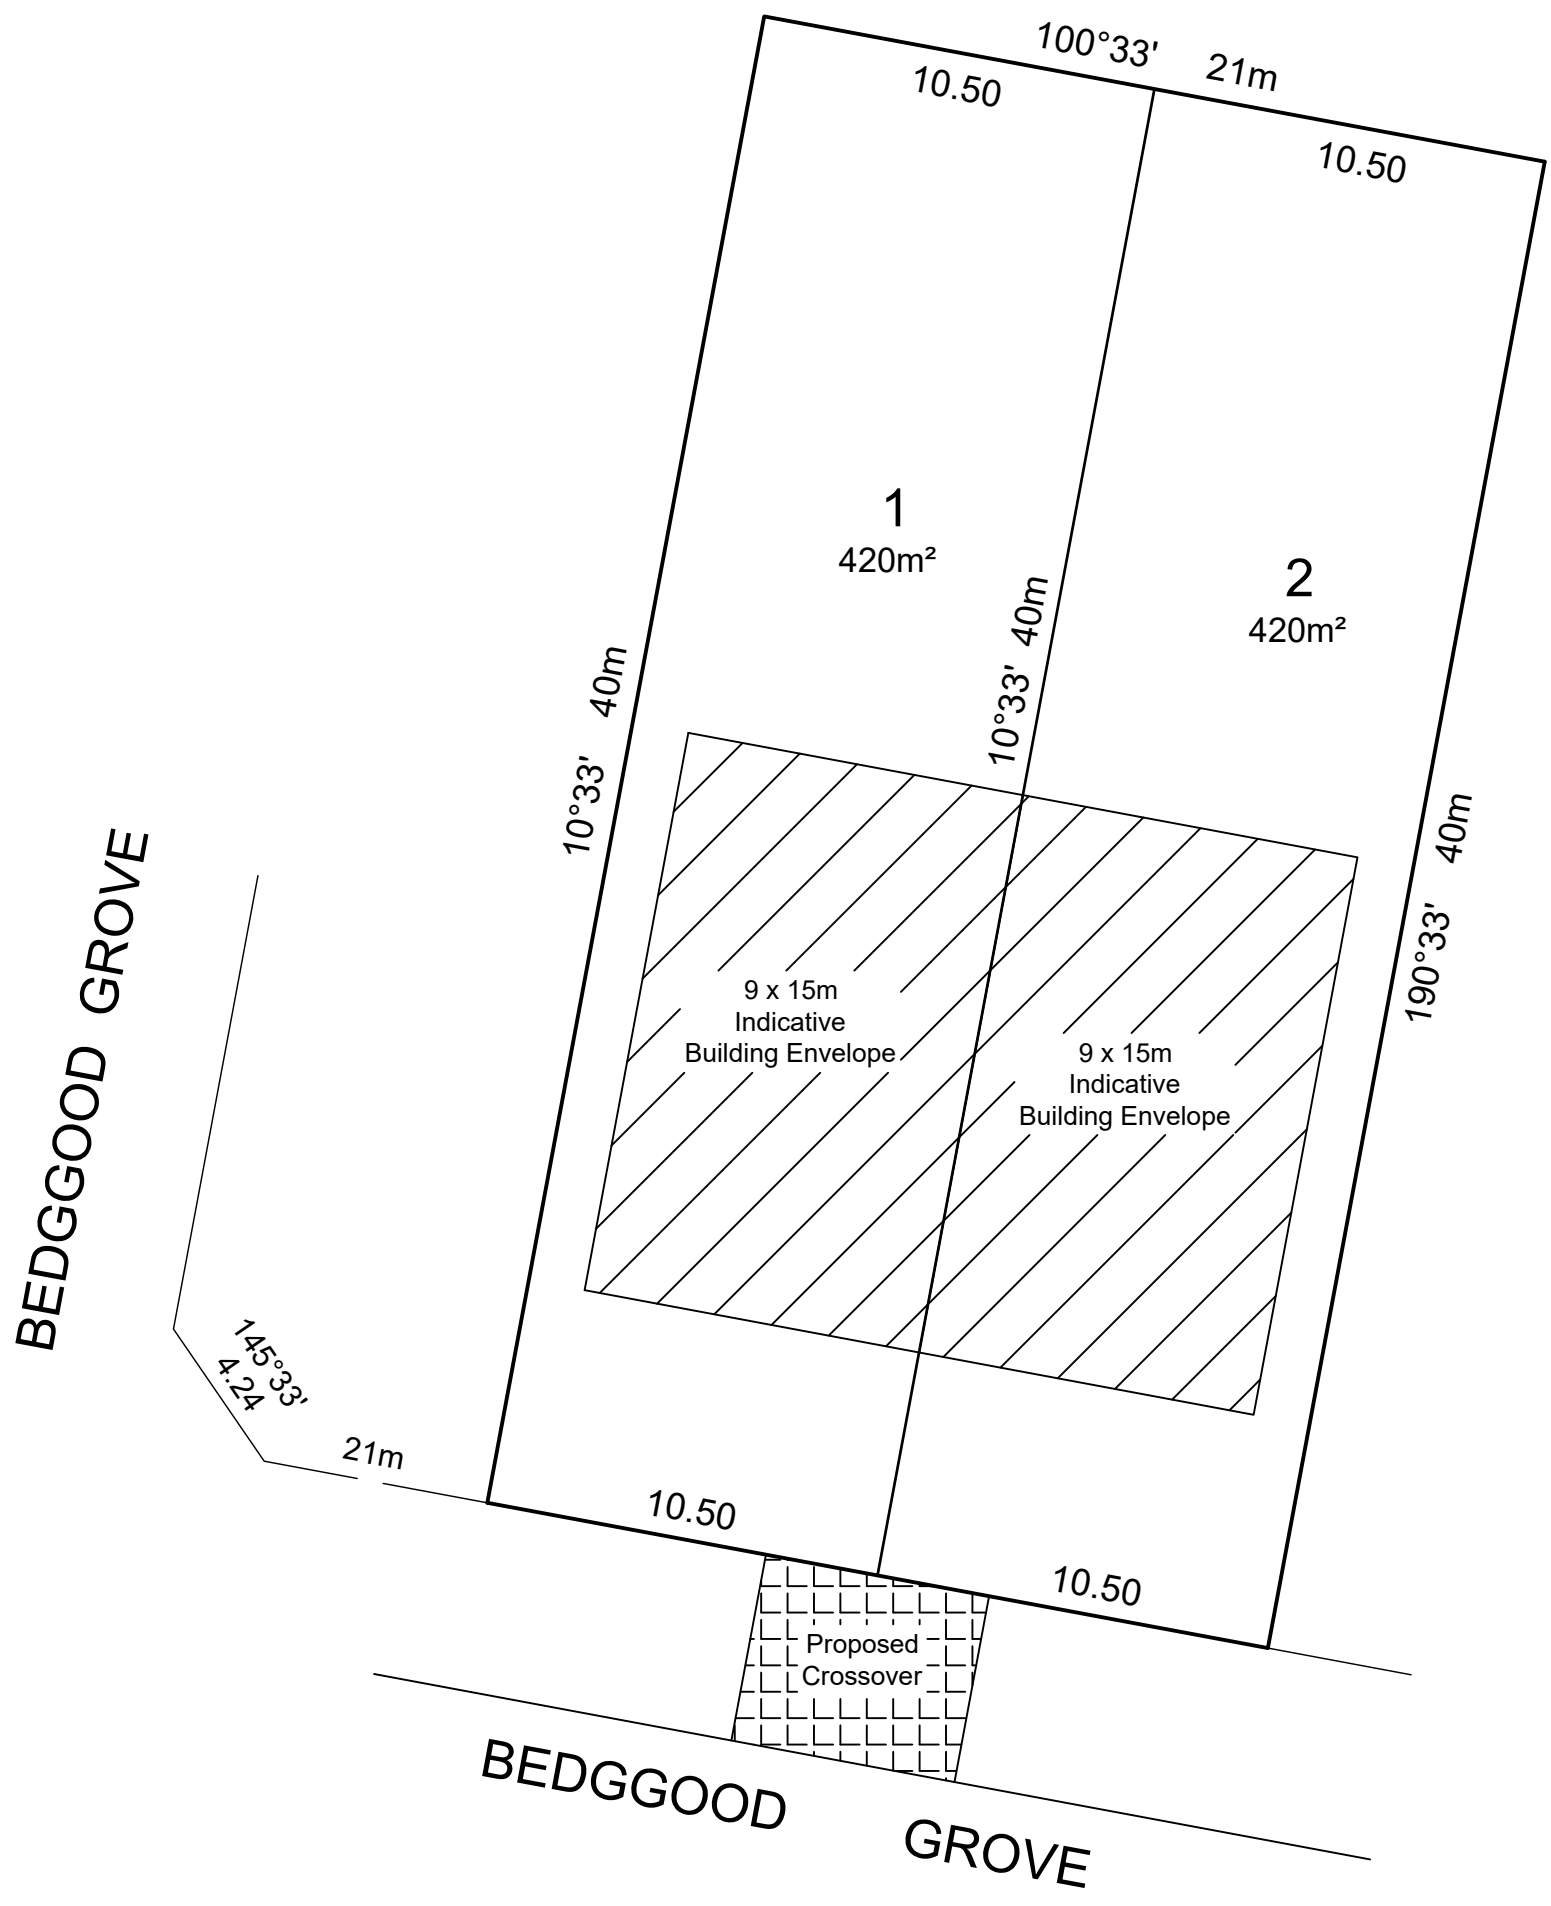 100°33' 21m
10.50
10.50
1
420m²
2
420m²
10°33' 40m
10°33' 40m
190°33' 40m
9 x 15m
Indicative
Building Envelope
9 x 15m
Indicative
Building Envelope
BEDGGOOD GROVE
145°33'
4.24
21m
10.50
10.50
Proposed
Crossover
BEDGGOOD GROVE